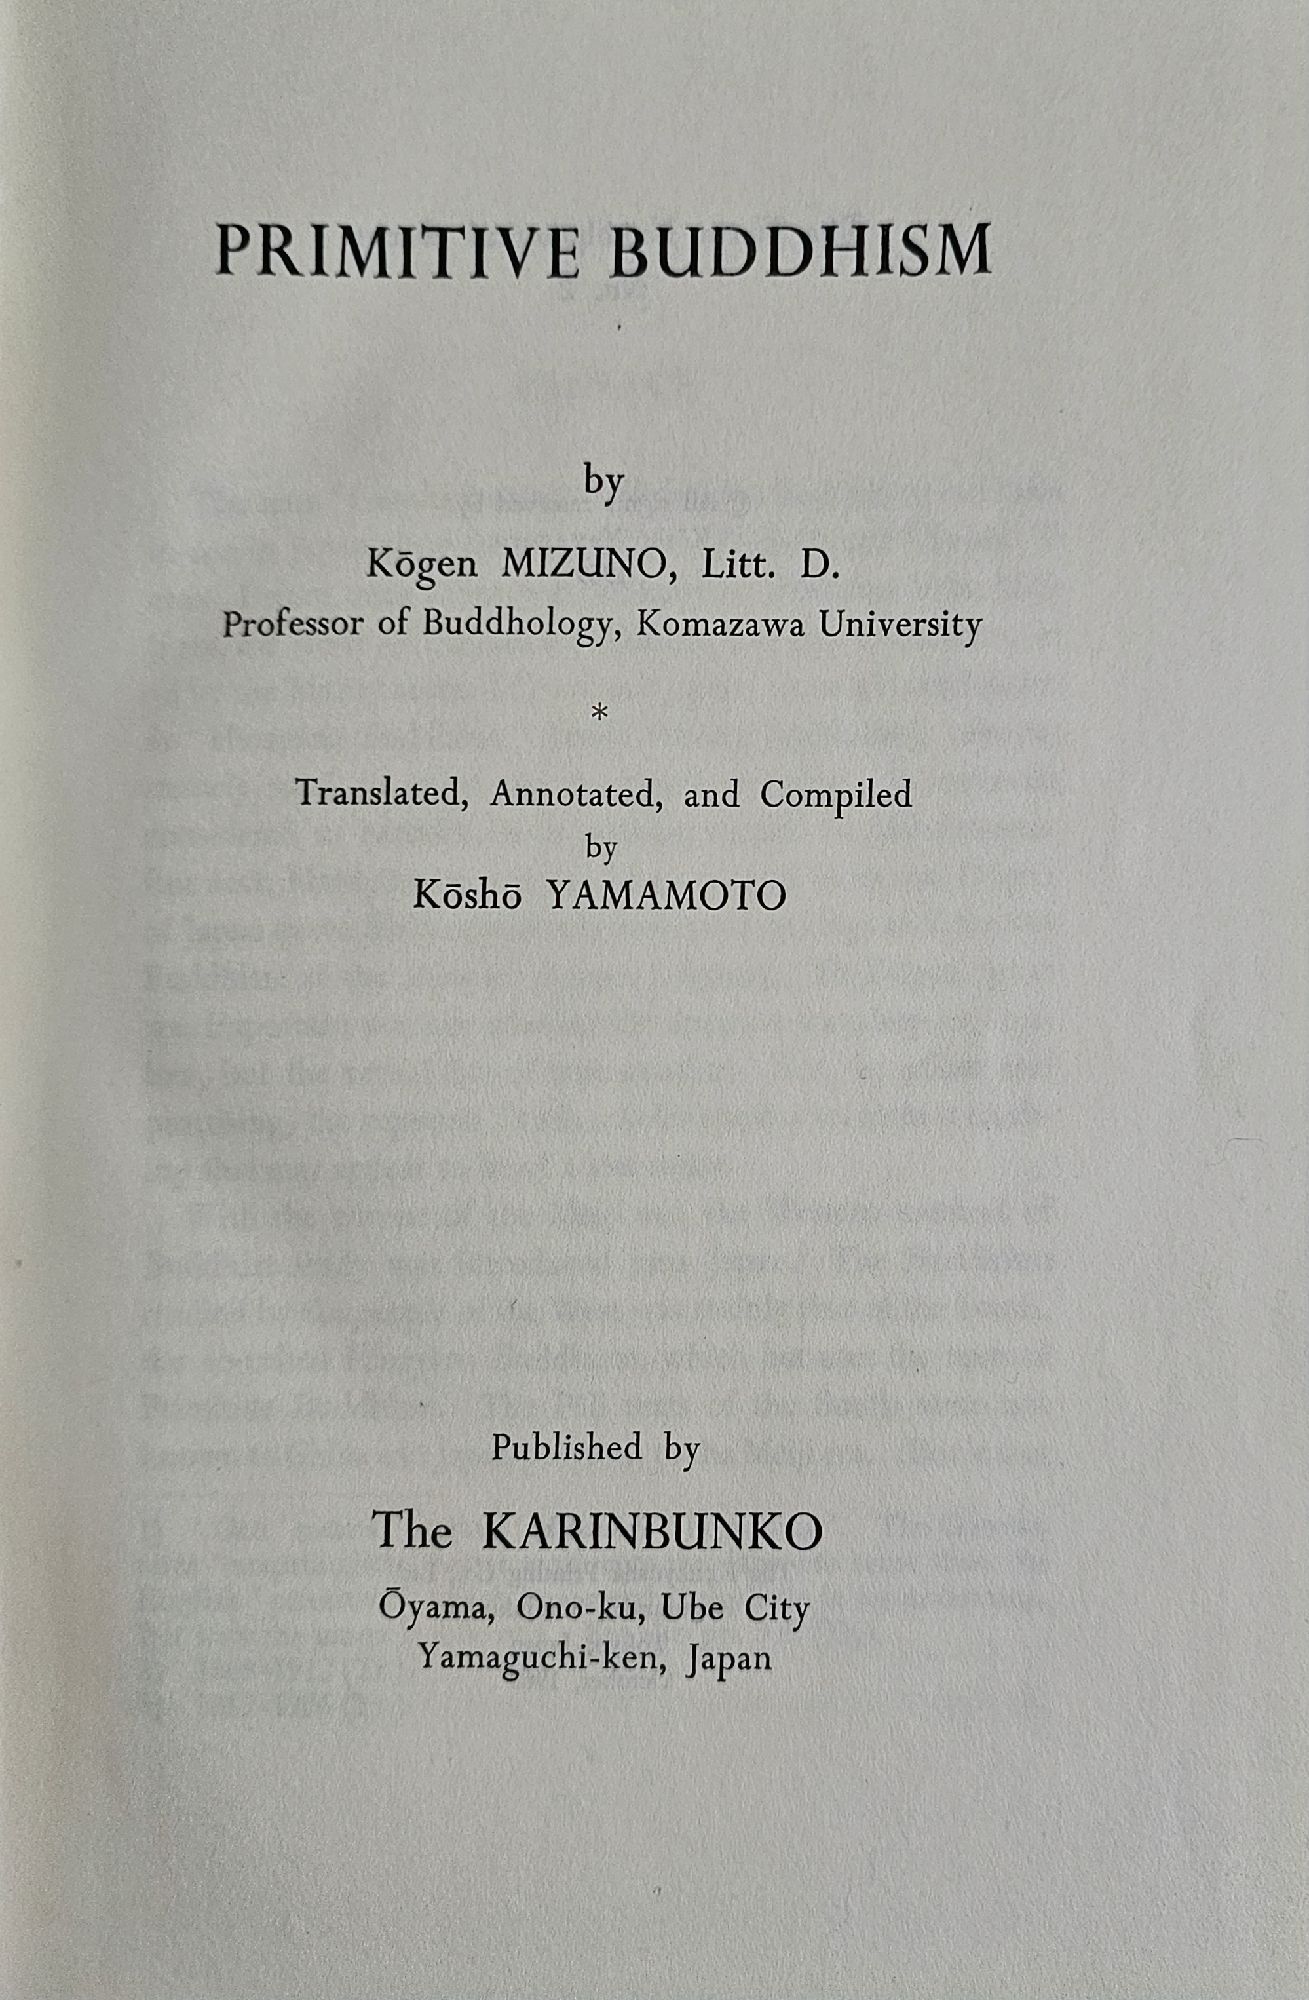 PRIMITIVE BUDDHISM
by
Kōgen MIZUNO, Litt. D.
Professor of Buddhology, Komazawa University
*
Translated, Annotated, and Compiled
by
Kōshō YAMAMOTO
Published by
The KARINBUNKO
Ōyama, Ono-ku, Ube City
Yamaguchi-ken, Japan